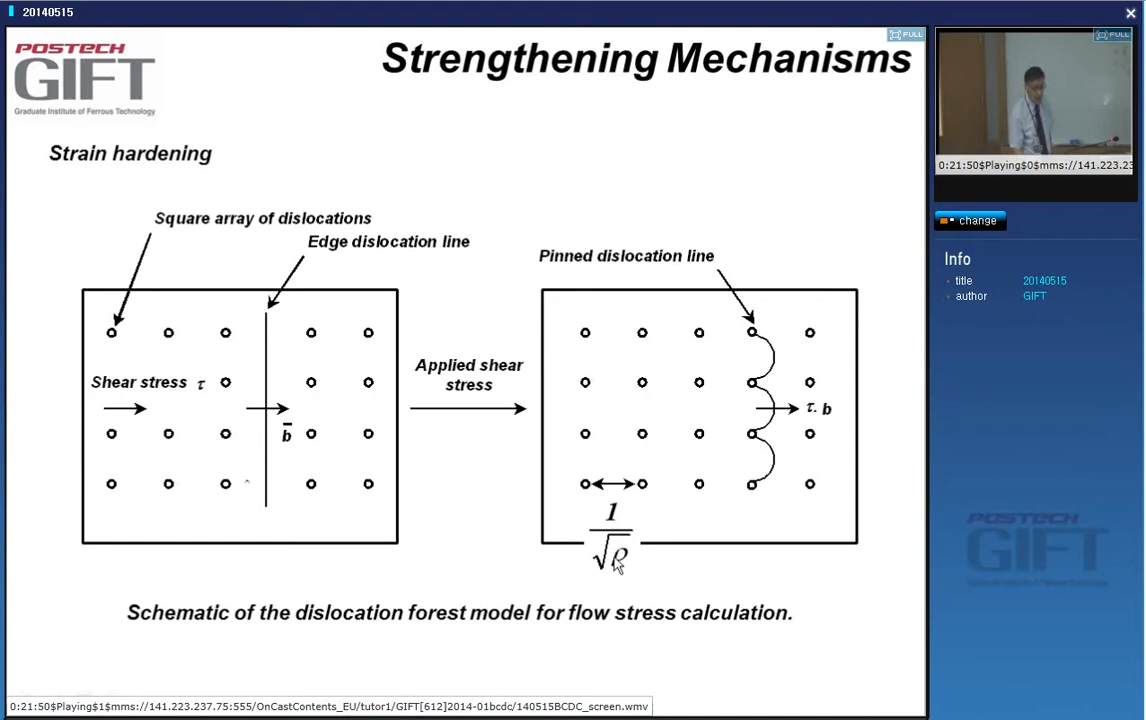 20140515
POSTECH
GIFT
Graduate Institute of Ferrous Technology
Strengthening Mechanisms
FULL
FULL
Strain hardening
0:21:50$Playing$0$mms://141.223.23
change
Info
title 20140515
author GIFT
Square array of dislocations
Edge dislocation line
Pinned dislocation line
Shear stress τ
Applied shear
stress
b̄
τ. b
1
√ρ
Schematic of the dislocation forest model for flow stress calculation.
POSTECH
GIFT
0:21:50$Playing$1$mms://141.223.237.75:555/OnCastContents_EU/tutor1/GIFT[612]2014-01bcdc/140515BCDC_screen.wmv